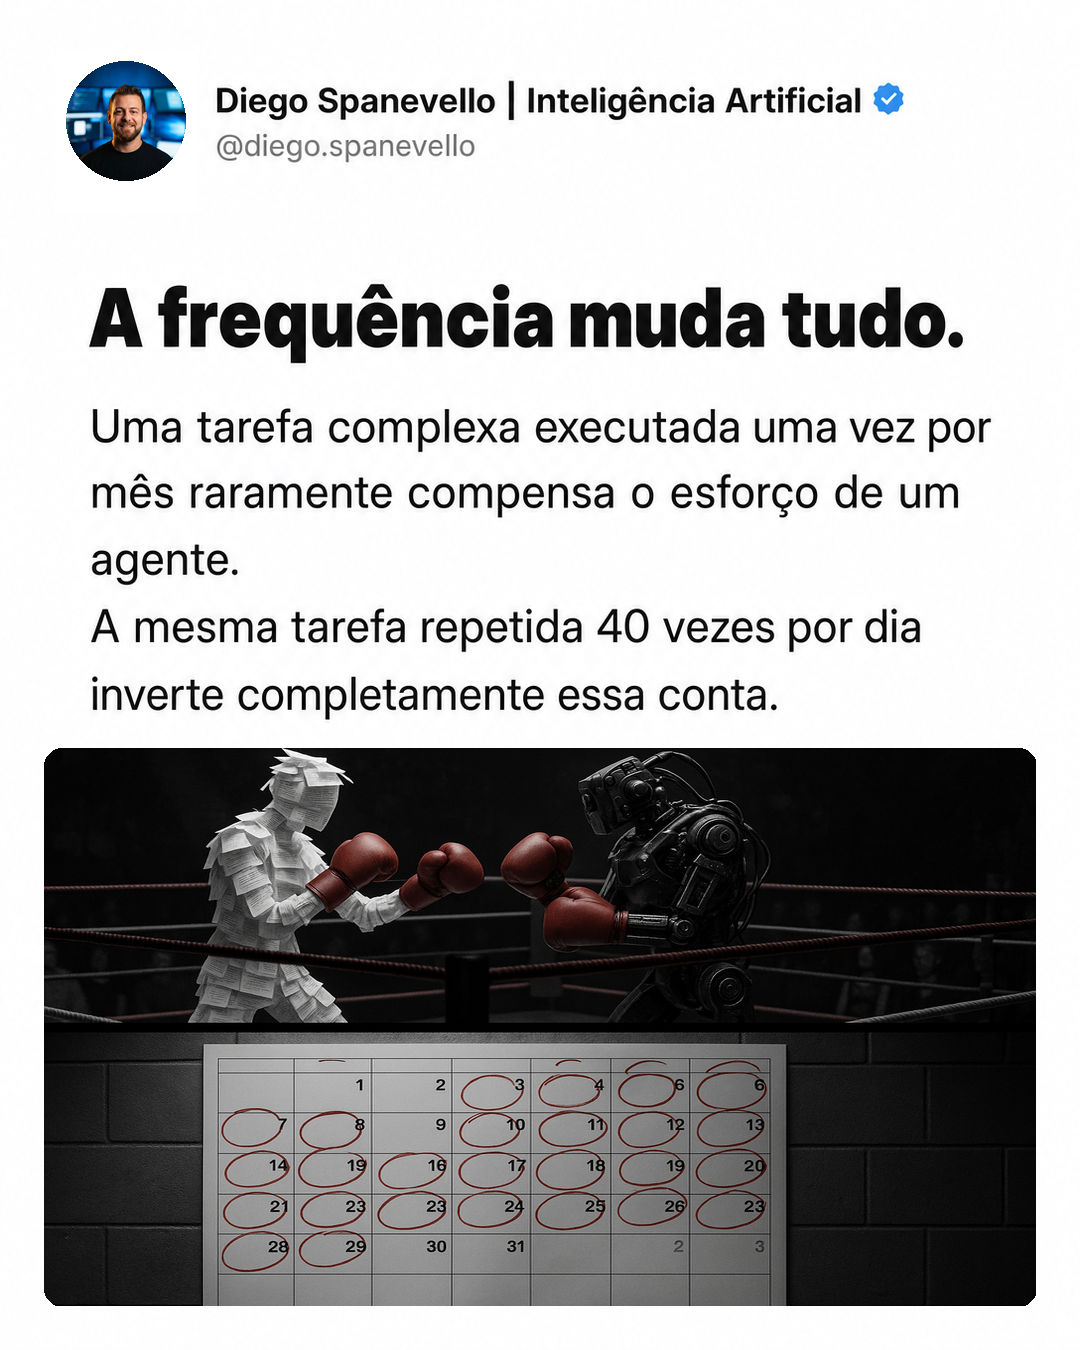 Diego Spanevello | Inteligência Artificial
@diego.spanevello
A frequência muda tudo.
Uma tarefa complexa executada uma vez por
mês raramente compensa o esforço de um
agente.
A mesma tarefa repetida 40 vezes por dia
inverte completamente essa conta.
1 2 3 4 6 6
7 8 9 10 11 12 13
14 19 16 17 18 19 20
21 23 23 24 25 26 23
28 29 30 31 2 3